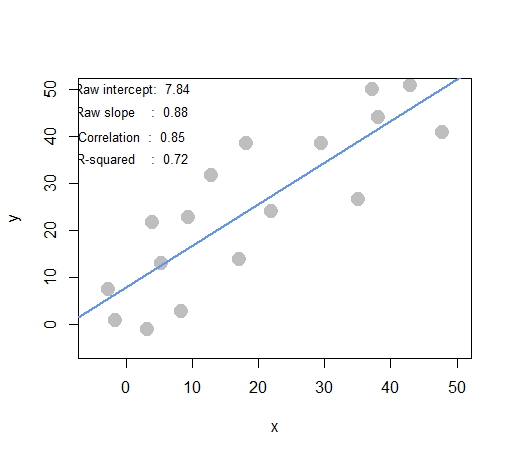 Raw intercept: 7.84
Raw slope : 0.88
Correlation : 0.85
R-squared : 0.72
y
50
40
30
20
10
0
0 10 20 30 40 50
x